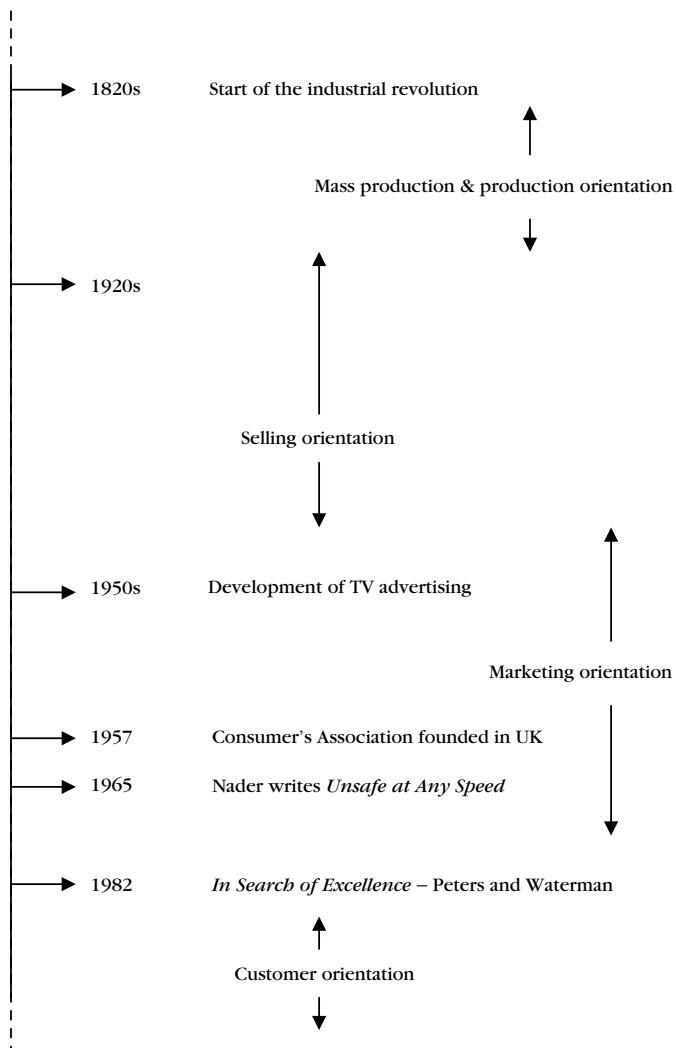 1820s Start of the industrial revolution
Mass production & production orientation
1920s
Selling orientation
1950s Development of TV advertising
Marketing orientation
1957 Consumer’s Association founded in UK
1965 Nader writes Unsafe at Any Speed
1982 In Search of Excellence – Peters and Waterman
Customer orientation